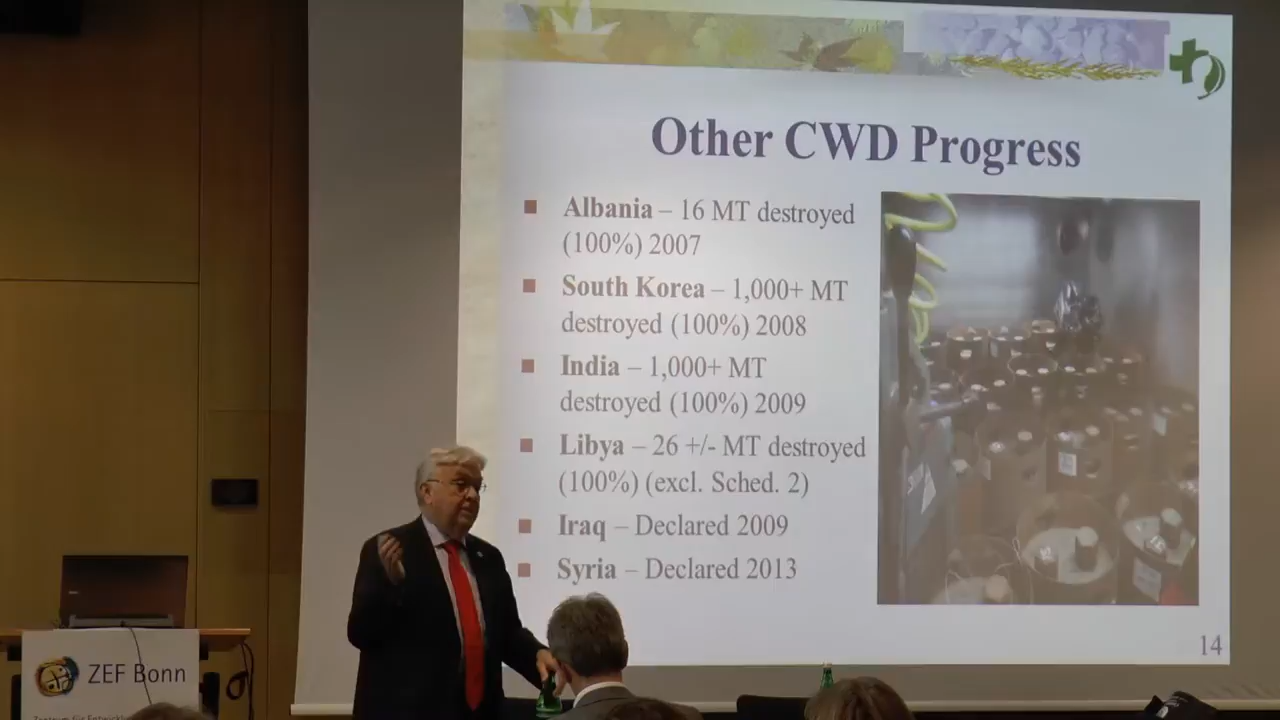 Other CWD Progress
Albania – 16 MT destroyed
(100%) 2007
South Korea – 1,000+ MT
destroyed (100%) 2008
India – 1,000+ MT
destroyed (100%) 2009
Libya – 26 +/- MT destroyed
(100%) (excl. Sched. 2)
Iraq – Declared 2009
Syria – Declared 2013
14
ZEF Bonn